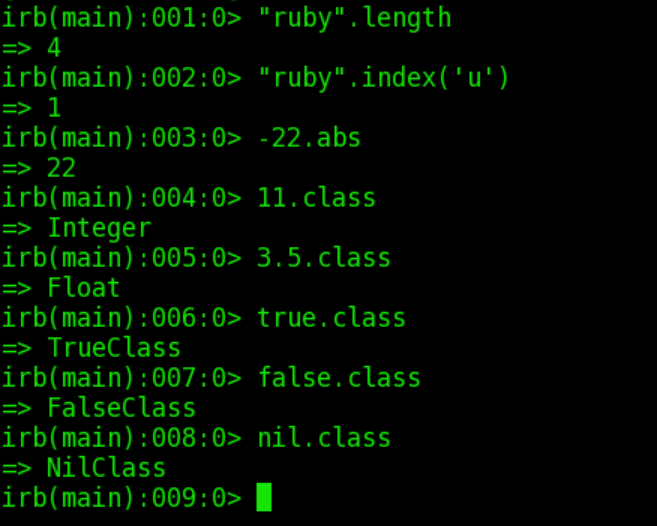 irb(main):001:0> "ruby".length
=> 4
irb(main):002:0> "ruby".index('u')
=> 1
irb(main):003:0> -22.abs
=> 22
irb(main):004:0> 11.class
=> Integer
irb(main):005:0> 3.5.class
=> Float
irb(main):006:0> true.class
=> TrueClass
irb(main):007:0> false.class
=> FalseClass
irb(main):008:0> nil.class
=> NilClass
irb(main):009:0>